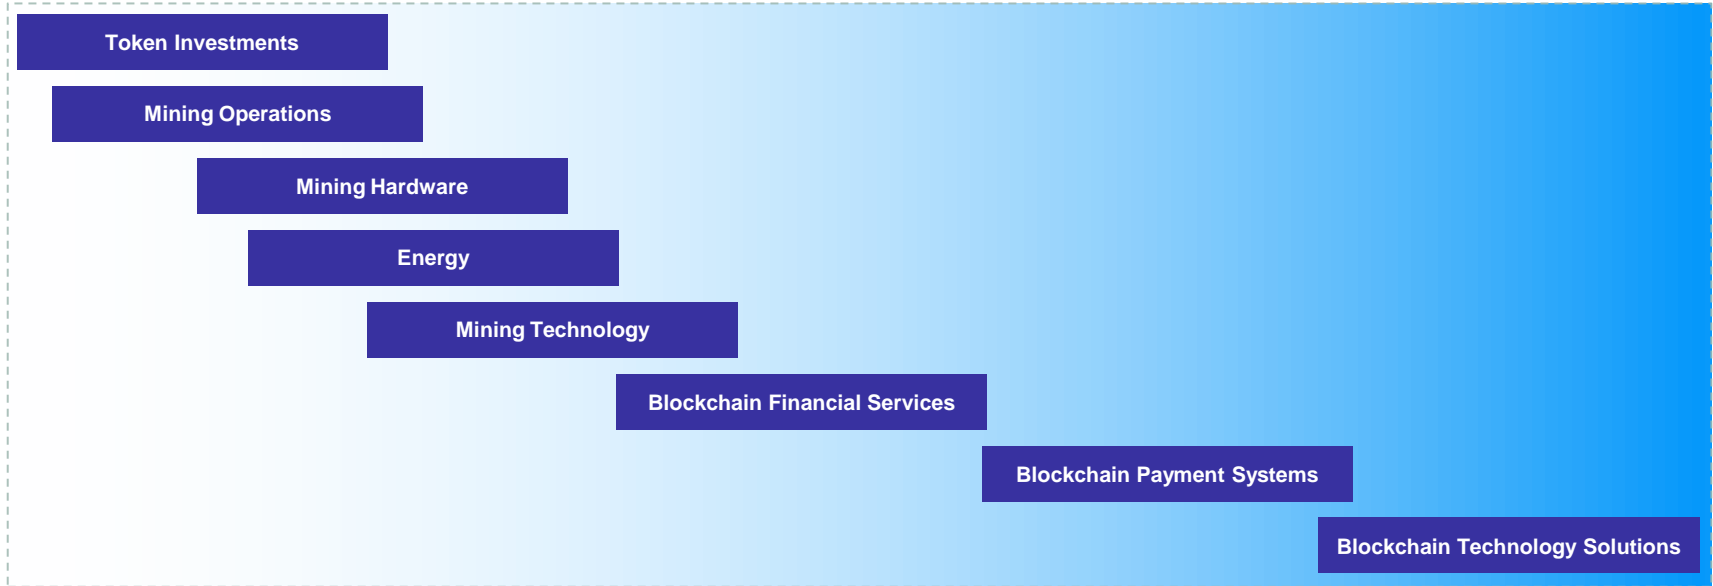 Token Investments
Mining Operations
Mining Hardware
Energy
Mining Technology
Blockchain Financial Services
Blockchain Payment Systems
Blockchain Technology Solutions